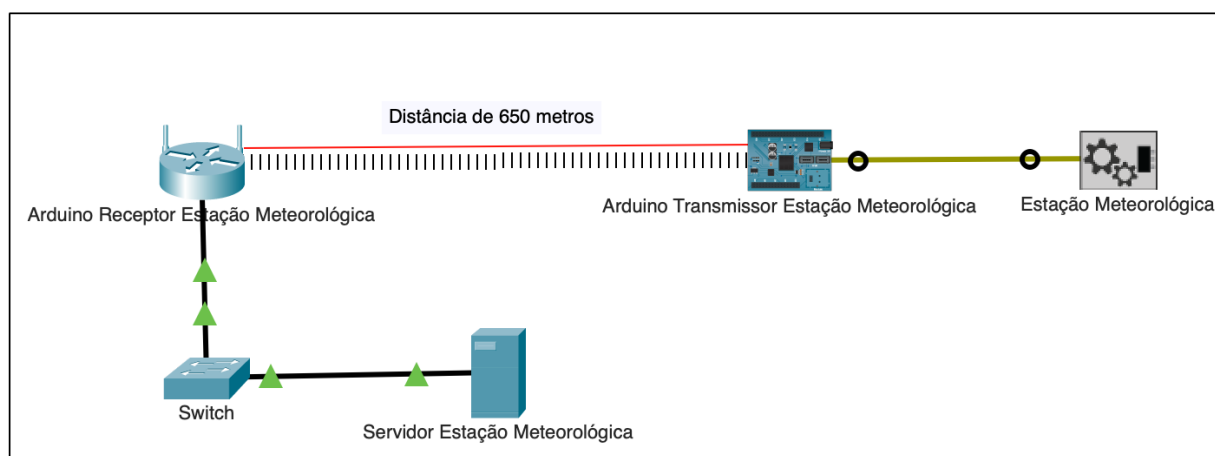 Distância de 650 metros
Arduino Receptor Estação Meteorológica
Arduino Transmissor Estação Meteorológica
Estação Meteorológica
Switch
Servidor Estação Meteorológica